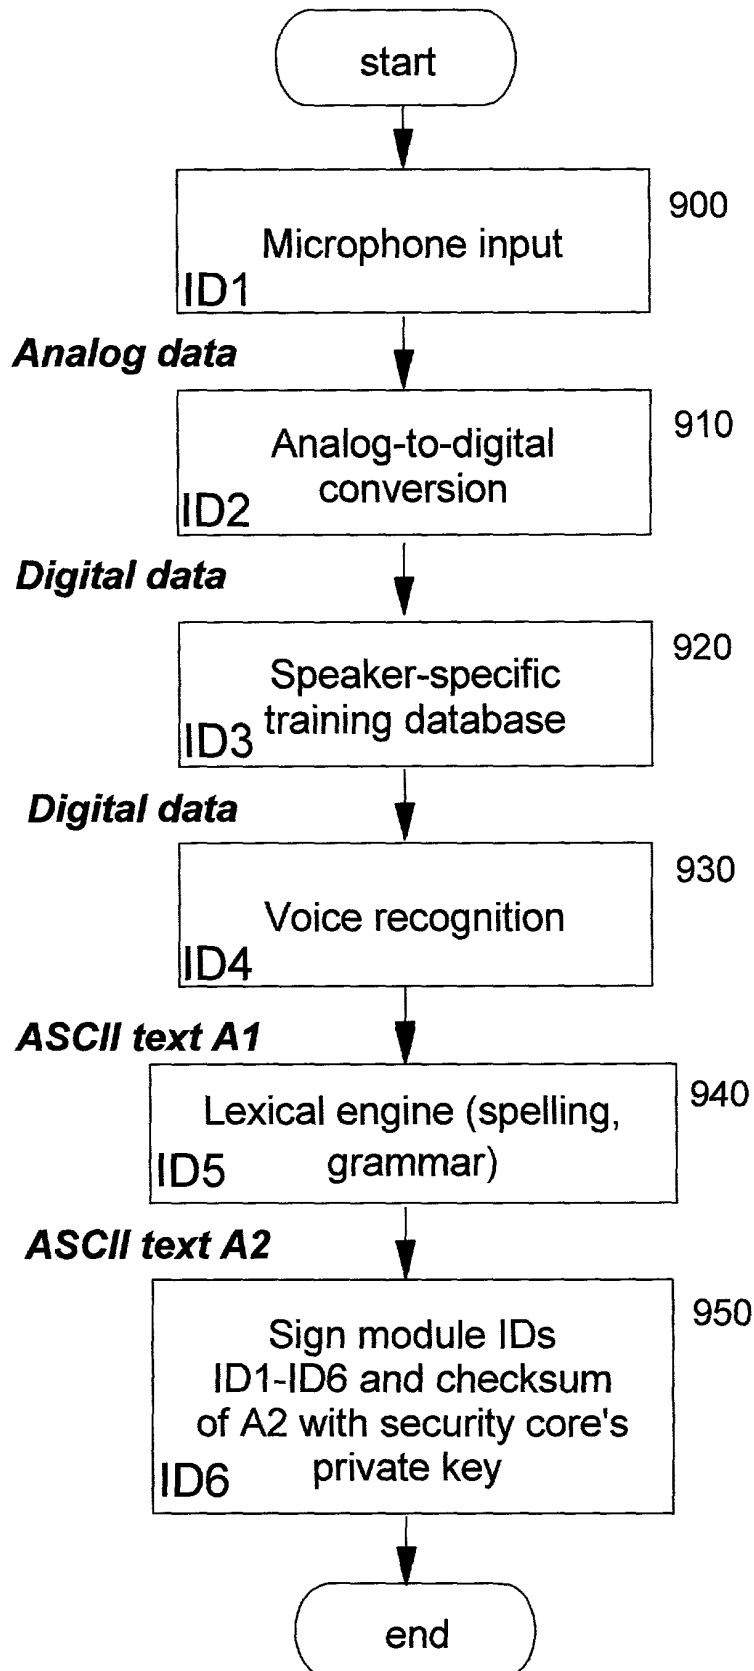 start
900
Microphone input
ID1
Analog data
910
Analog-to-digital
conversion
ID2
Digital data
920
Speaker-specific
training database
ID3
Digital data
930
Voice recognition
ID4
ASCII text A1
940
Lexical engine (spelling,
grammar)
ID5
ASCII text A2
950
Sign module IDs
ID1-ID6 and checksum
of A2 with security core's
private key
ID6
end